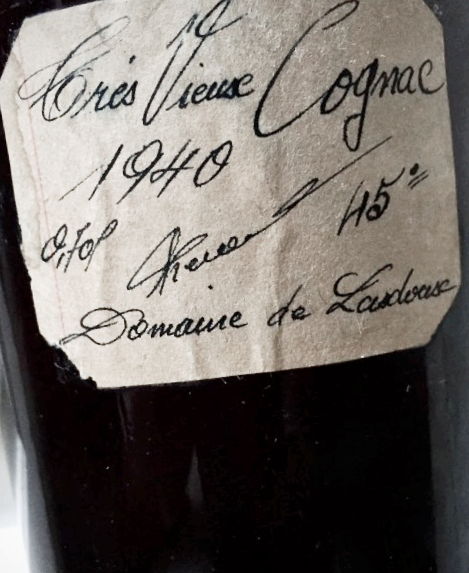 Très Vieux Cognac
1940
0,70l 45°
Domaine de